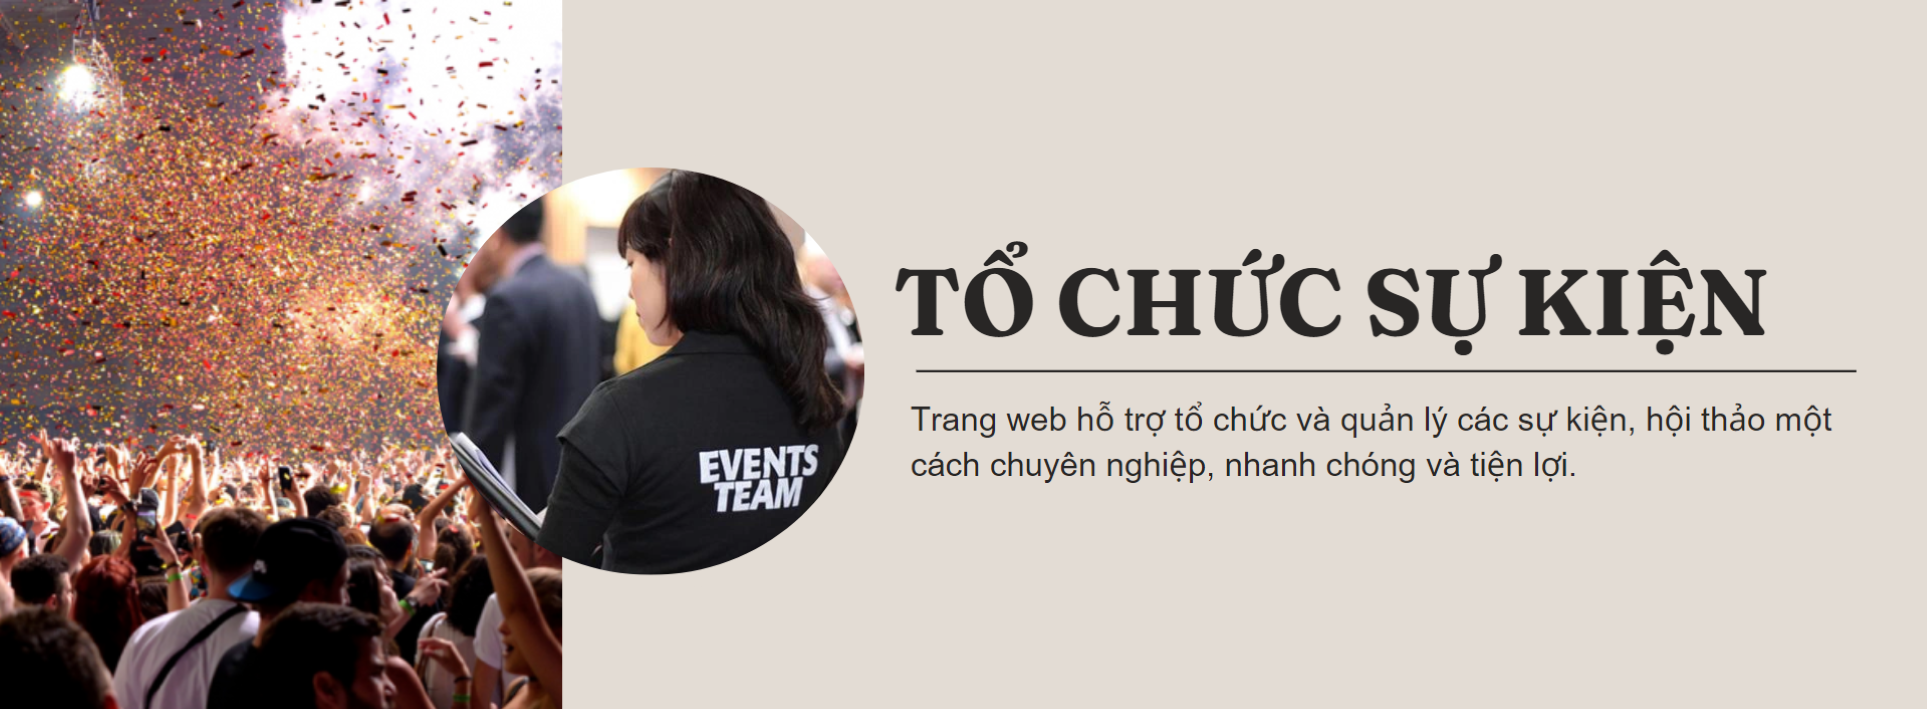 TỔ CHỨC SỰ KIỆN
Trang web hỗ trợ tổ chức và quản lý các sự kiện, hội thảo một
cách chuyên nghiệp, nhanh chóng và tiện lợi.
EVENTS
TEAM